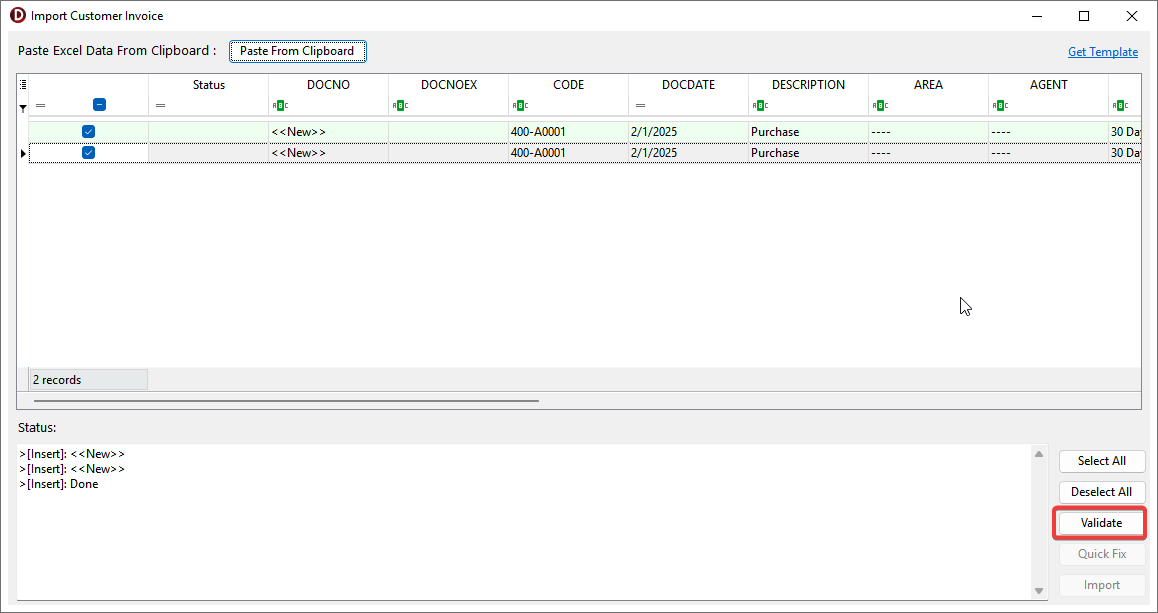 Import Customer Invoice
Paste Excel Data From Clipboard : Paste From Clipboard Get Template
Status DOCNO DOCNOEX CODE DOCDATE DESCRIPTION AREA AGENT
<<New>> 400-A0001 2/1/2025 Purchase ---- ---- 30 Da
<<New>> 400-A0001 2/1/2025 Purchase ---- ---- 30 Da
2 records
Status:
>[Insert]: <<New>>
>[Insert]: <<New>>
>[Insert]: Done
Select All
Deselect All
Validate
Quick Fix
Import